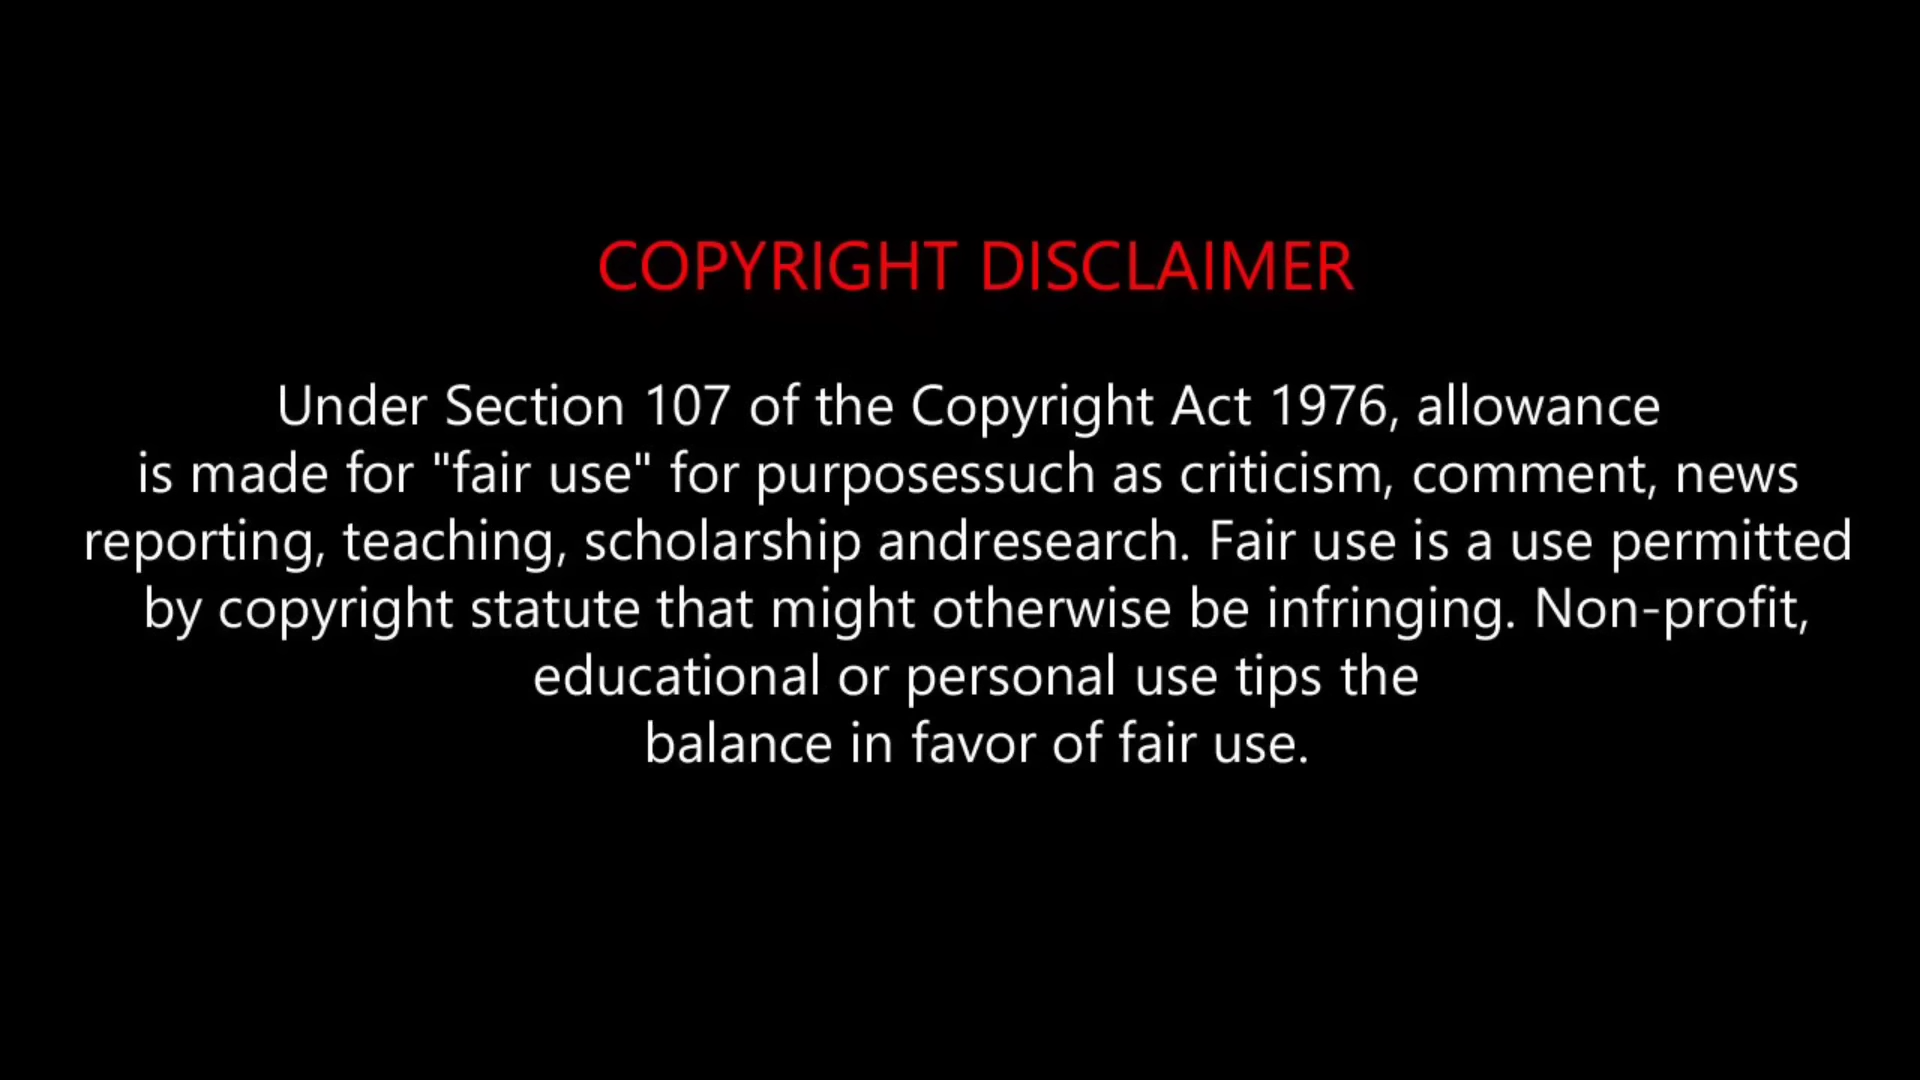 COPYRIGHT DISCLAIMER
Under Section 107 of the Copyright Act 1976, allowance
is made for "fair use" for purposessuch as criticism, comment, news
reporting, teaching, scholarship andresearch. Fair use is a use permitted
by copyright statute that might otherwise be infringing. Non-profit,
educational or personal use tips the
balance in favor of fair use.